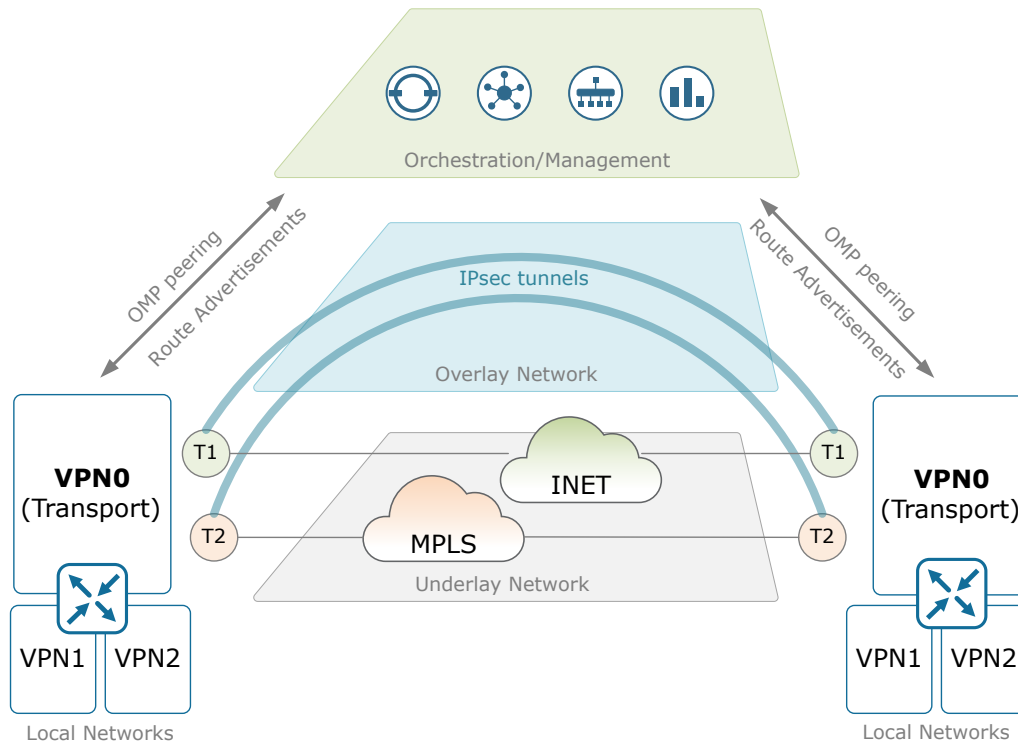 Orchestration/Management
OMP peering
Route Advertisements
OMP peering
Route Advertisements
IPsec tunnels
Overlay Network
VPN0
(Transport)
T1
T2
INET
MPLS
Underlay Network
T1
T2
VPN0
(Transport)
VPN1
VPN2
Local Networks
VPN1
VPN2
Local Networks